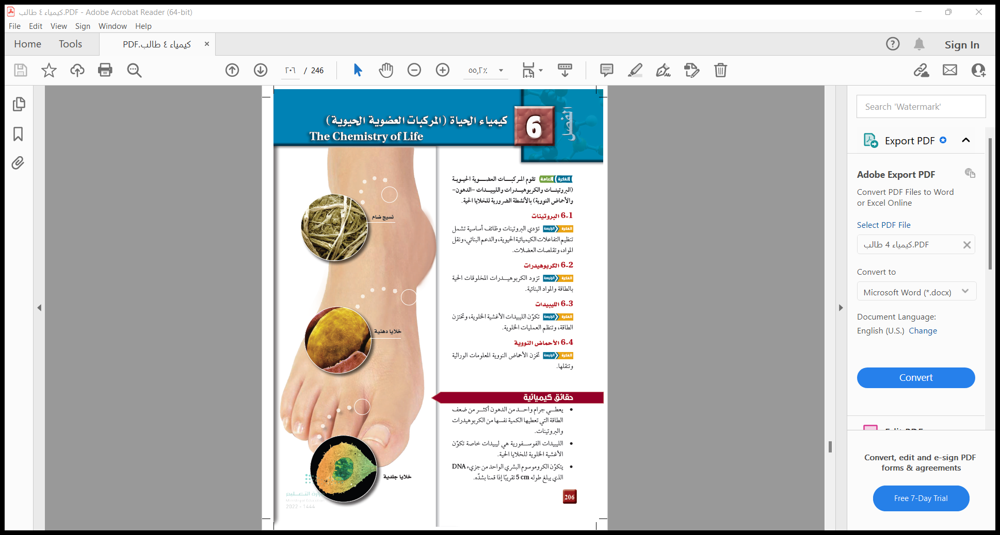 كيمياء ٤ طالب.PDF - Adobe Acrobat Reader (64-bit)
File Edit View Sign Window Help
Home Tools كيمياء ٤ طالب.PDF × Sign In
٢٠٦ / 246 ٥٥٫٢٪
Search 'Watermark'
Export PDF
Adobe Export PDF
Convert PDF Files to Word
or Excel Online
Select PDF File
كيمياء 4 طالب.PDF
Convert to
Microsoft Word (*.docx)
Document Language:
English (U.S.) Change
Convert
Convert, edit and e-sign PDF
forms & agreements
Free 7-Day Trial
الفصل
6
كيمياء الحياة (المركبات العضوية الحيوية)
The Chemistry of Life
الفكرة العامة تقوم المركبات العضوية الحيوية
(البروتينات والكربوهيدرات والليبيدات -الدهون-
والأحماض النووية) بالأنشطة الضرورية للخلايا الحية.
6-1 البروتينات
الفكرة الرئيسة تؤدي البروتينات وظائف أساسية تشمل
تنظيم التفاعلات الكيميائية الحيوية، والدعم البنائي، ونقل
المواد، وتقلصات العضلات.
6-2 الكربوهيدرات
الفكرة الرئيسة تزود الكربوهيدرات المخلوقات الحية
بالطاقة والمواد البنائية.
6-3 الليبيدات
الفكرة الرئيسة تكوّن الليبيدات الأغشية الخلوية، وتختزن
الطاقة، وتنظم العمليات الخلوية.
6-4 الأحماض النووية
الفكرة الرئيسة تخزن الأحماض النووية المعلومات الوراثية
وتنقلها.
حقائق كيميائية
• يعطي جرام واحد من الدهون أكثر من ضعف
الطاقة التي تعطيها الكمية نفسها من الكربوهيدرات
والبروتينات.
• الليبيدات الفوسفورية هي ليبيدات خاصة تكوّن
الأغشية الخلوية للخلايا الحية.
• يتكوّن الكروموسوم البشري الواحد من جزيء DNA
الذي يبلغ طوله 5 cm تقريبًا إذا قمنا بشدّه.
نسيج ضام
خلايا دهنية
خلايا جلدية
وزارة التعليم
Ministry of Education
2022 - 1444
206